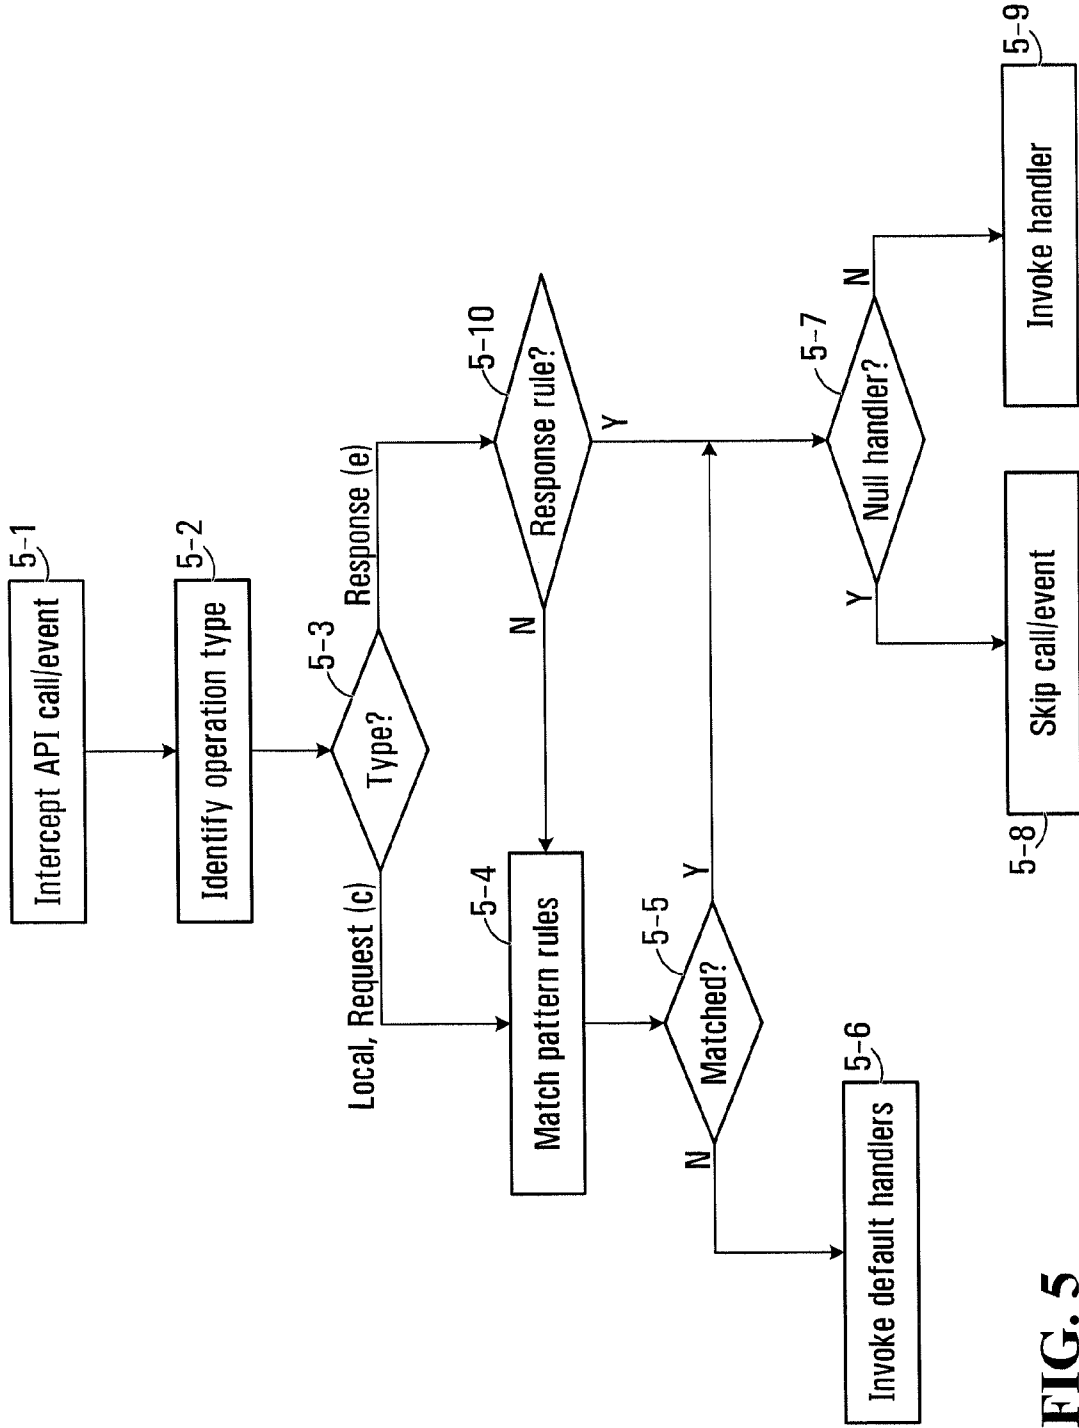 5-1
Intercept API call/event
5-2
Identify operation type
5-3
Type?
Local, Request (c)
Response (e)
5-10
Response rule?
N
Y
5-4
Match pattern rules
5-5
Matched?
N
Y
5-6
Invoke default handlers
5-7
Null handler?
Y
N
5-8
Skip call/event
5-9
Invoke handler
FIG. 5